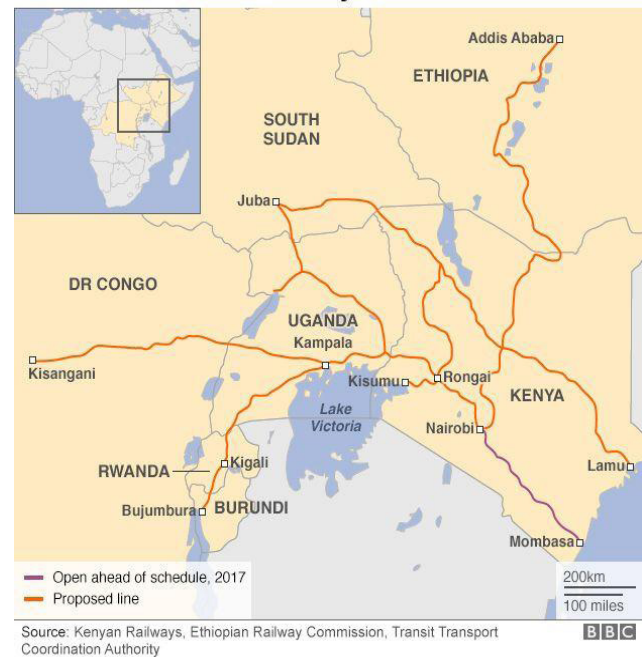 Addis Ababa
ETHIOPIA
SOUTH
SUDAN
Juba
DR CONGO
UGANDA
Kampala
Kisangani
Kisumu
Rongai
KENYA
Lake
Victoria
Nairobi
RWANDA
Kigali
Lamu
Bujumbura
BURUNDI
Mombasa
Open ahead of schedule, 2017
Proposed line
200km
100 miles
Source: Kenyan Railways, Ethiopian Railway Commission, Transit Transport
Coordination Authority
BBC